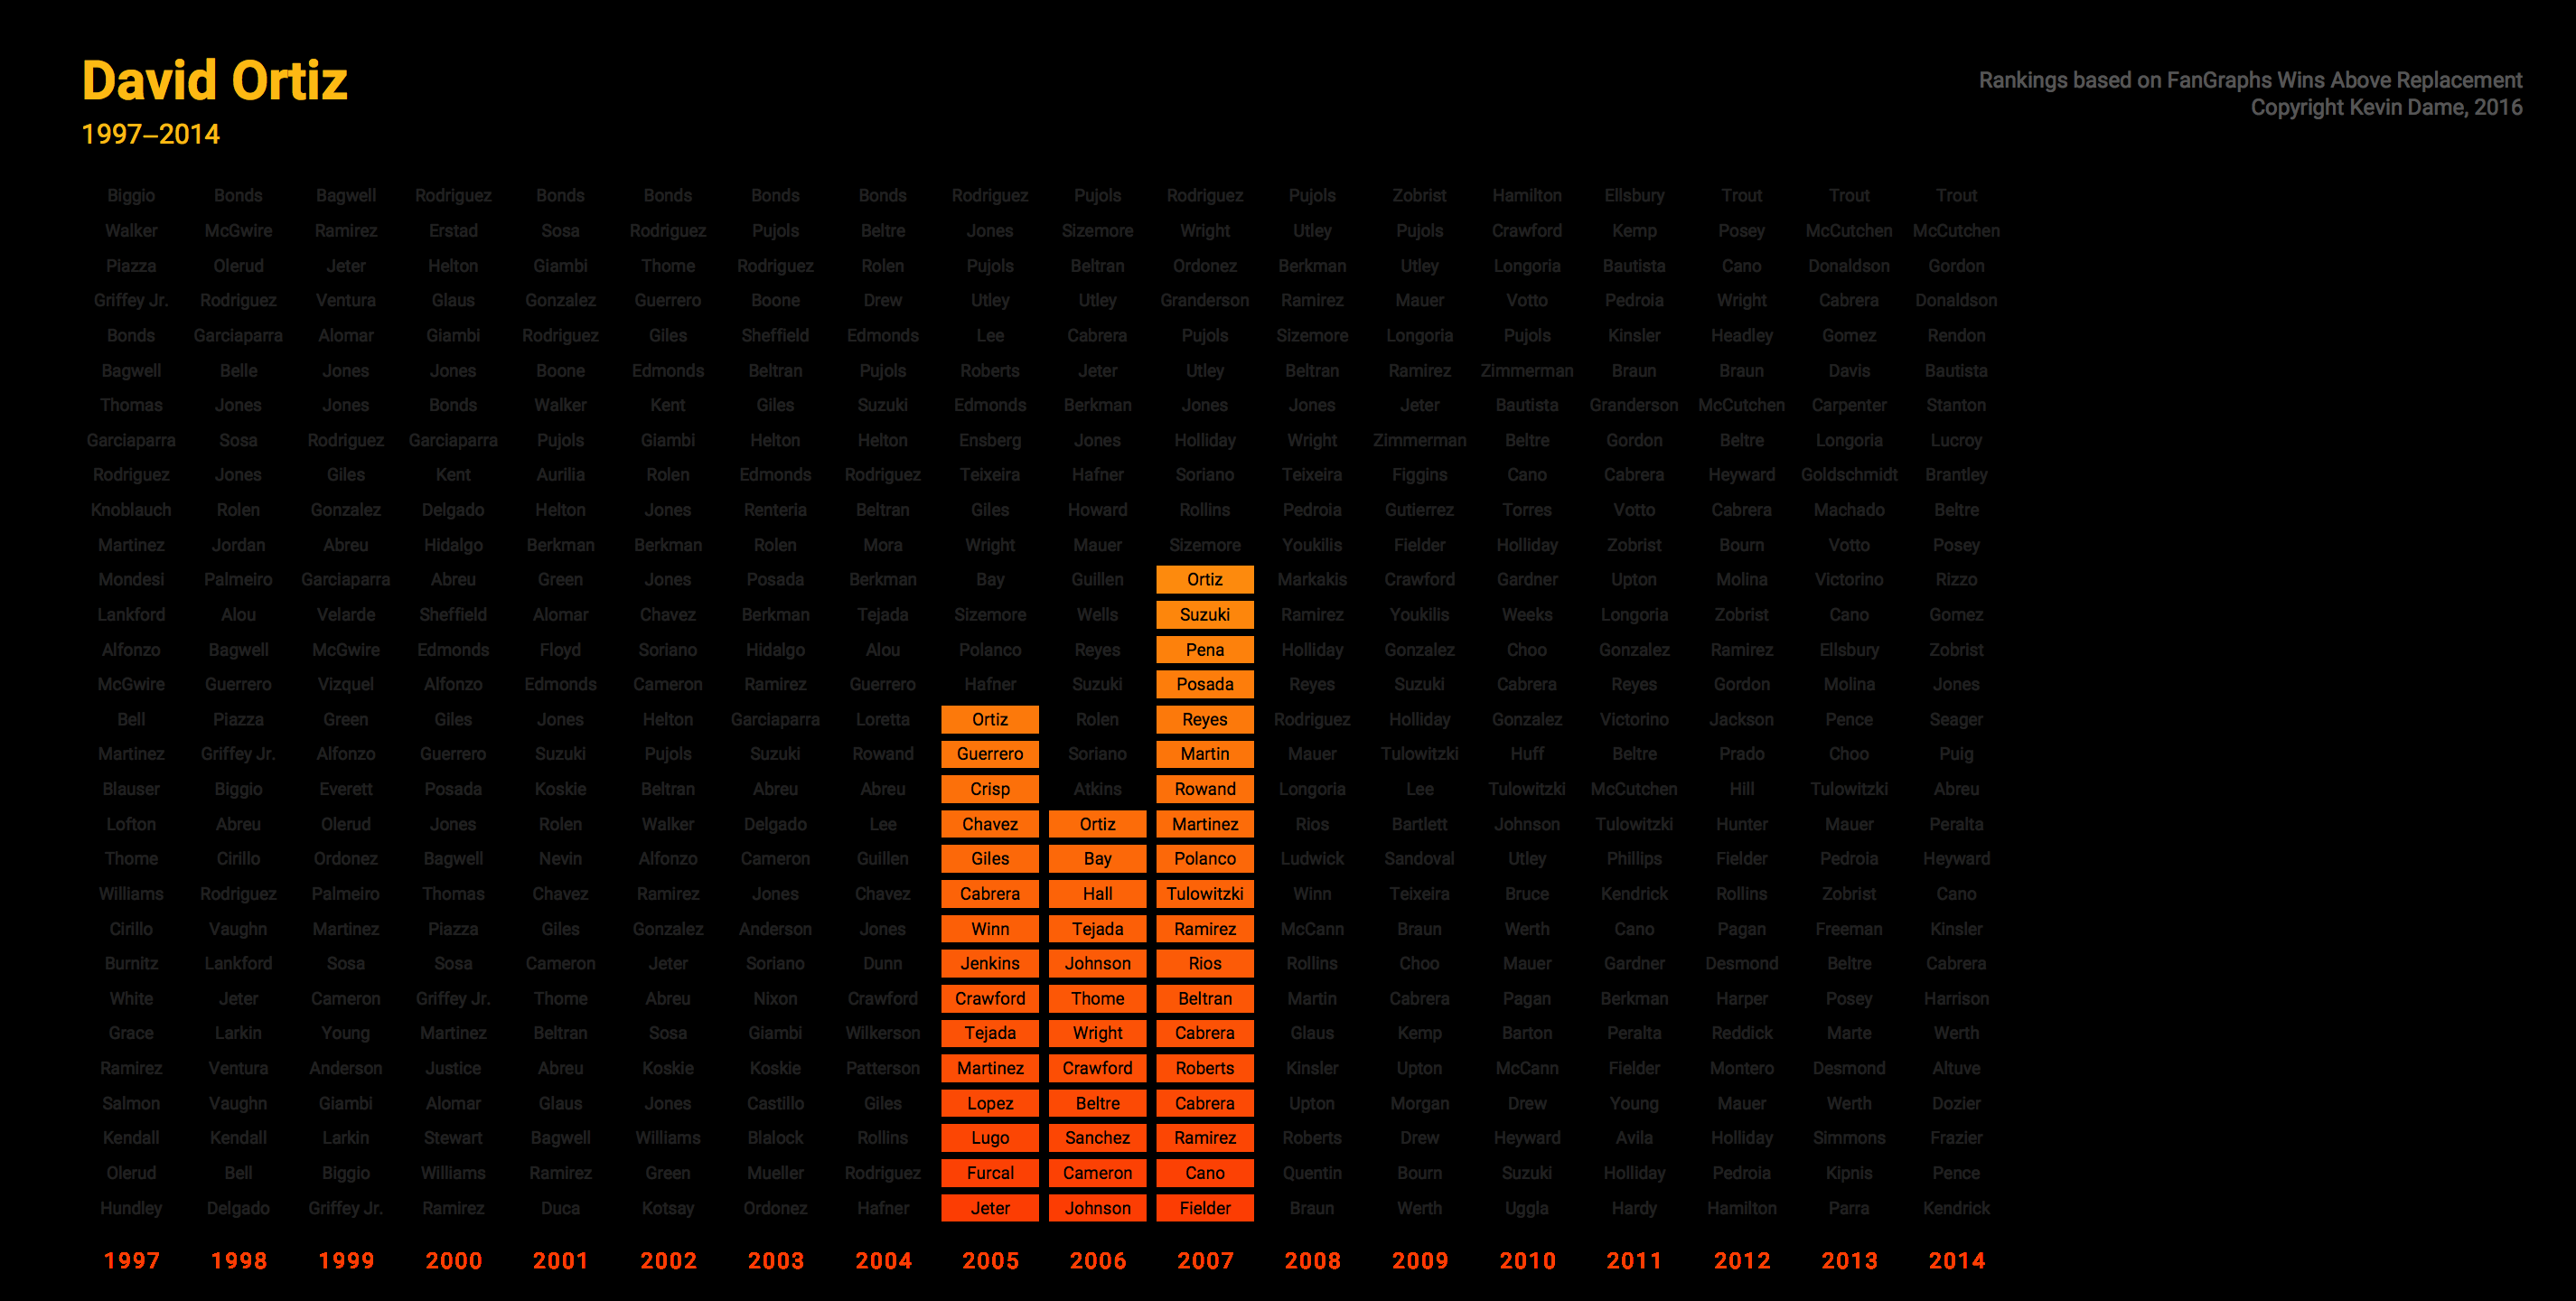 David Ortiz
1997–2014
Rankings based on FanGraphs Wins Above Replacement
Copyright Kevin Dame, 2016
Biggio Bonds Bagwell Rodriguez Bonds Bonds Bonds Bonds Rodriguez Pujols Rodriguez Pujols Zobrist Hamilton Ellsbury Trout Trout Trout
Walker McGwire Ramirez Erstad Sosa Rodriguez Pujols Beltre Jones Sizemore Wright Utley Pujols Crawford Kemp Posey McCutchen McCutchen
Piazza Olerud Jeter Helton Giambi Thome Rodriguez Rolen Pujols Beltran Ordonez Berkman Utley Longoria Bautista Cano Donaldson Gordon
Griffey Jr. Rodriguez Ventura Glaus Gonzalez Guerrero Boone Drew Utley Utley Granderson Ramirez Mauer Votto Pedroia Wright Cabrera Donaldson
Bonds Garciaparra Alomar Giambi Rodriguez Giles Sheffield Edmonds Lee Cabrera Pujols Sizemore Longoria Pujols Kinsler Headley Gomez Rendon
Bagwell Belle Jones Jones Boone Edmonds Beltran Pujols Roberts Jeter Utley Beltran Ramirez Zimmerman Braun Braun Davis Bautista
Thomas Jones Jones Bonds Walker Kent Giles Suzuki Edmonds Berkman Jones Jones Jeter Bautista Granderson McCutchen Carpenter Stanton
Garciaparra Sosa Rodriguez Garciaparra Pujols Giambi Helton Helton Ensberg Jones Holliday Wright Zimmerman Beltre Gordon Beltre Longoria Lucroy
Rodriguez Jones Giles Kent Aurilia Rolen Edmonds Rodriguez Teixeira Hafner Soriano Teixeira Figgins Cano Cabrera Heyward Goldschmidt Brantley
Knoblauch Rolen Gonzalez Delgado Helton Jones Renteria Beltran Giles Howard Rollins Pedroia Gutierrez Torres Votto Cabrera Machado Beltre
Martinez Jordan Abreu Hidalgo Berkman Berkman Rolen Mora Wright Mauer Sizemore Youkilis Fielder Holliday Zobrist Bourn Votto Posey
Mondesi Palmeiro Garciaparra Abreu Green Jones Posada Berkman Bay Guillen Ortiz Markakis Crawford Gardner Upton Molina Victorino Rizzo
Lankford Alou Velarde Sheffield Alomar Chavez Berkman Tejada Sizemore Wells Suzuki Ramirez Youkilis Weeks Longoria Zobrist Cano Gomez
Alfonzo Bagwell McGwire Edmonds Floyd Soriano Hidalgo Alou Polanco Reyes Pena Holliday Gonzalez Choo Gonzalez Ramirez Ellsbury Zobrist
McGwire Guerrero Vizquel Alfonzo Edmonds Cameron Ramirez Guerrero Hafner Suzuki Posada Reyes Suzuki Cabrera Reyes Gordon Molina Jones
Bell Piazza Green Giles Jones Helton Garciaparra Loretta Ortiz Rolen Reyes Rodriguez Holliday Gonzalez Victorino Jackson Pence Seager
Martinez Griffey Jr. Alfonzo Guerrero Suzuki Pujols Suzuki Rowand Guerrero Soriano Martin Mauer Tulowitzki Huff Beltre Prado Choo Puig
Blauser Biggio Everett Posada Koskie Beltran Abreu Abreu Crisp Atkins Rowand Longoria Lee Tulowitzki McCutchen Hill Tulowitzki Abreu
Lofton Abreu Olerud Jones Rolen Walker Delgado Lee Chavez Ortiz Martinez Rios Bartlett Johnson Tulowitzki Hunter Mauer Peralta
Thome Cirillo Ordonez Bagwell Nevin Alfonzo Cameron Guillen Giles Bay Polanco Ludwick Sandoval Utley Phillips Fielder Pedroia Heyward
Williams Rodriguez Palmeiro Thomas Chavez Ramirez Jones Chavez Cabrera Hall Tulowitzki Winn Teixeira Bruce Kendrick Rollins Zobrist Cano
Cirillo Vaughn Martinez Piazza Giles Gonzalez Anderson Jones Winn Tejada Ramirez McCann Braun Werth Cano Pagan Freeman Kinsler
Burnitz Lankford Sosa Sosa Cameron Jeter Soriano Dunn Jenkins Johnson Rios Rollins Choo Mauer Gardner Desmond Beltre Cabrera
White Jeter Cameron Griffey Jr. Thome Abreu Nixon Crawford Crawford Thome Beltran Martin Cabrera Pagan Berkman Harper Posey Harrison
Grace Larkin Young Martinez Beltran Sosa Giambi Wilkerson Tejada Wright Cabrera Glaus Kemp Barton Peralta Reddick Marte Werth
Ramirez Ventura Anderson Justice Abreu Koskie Koskie Patterson Martinez Crawford Roberts Kinsler Upton McCann Fielder Montero Desmond Altuve
Salmon Vaughn Giambi Alomar Glaus Jones Castillo Giles Lopez Beltre Cabrera Upton Morgan Drew Young Mauer Werth Dozier
Kendall Kendall Larkin Stewart Bagwell Williams Blalock Rollins Lugo Sanchez Ramirez Roberts Drew Heyward Avila Holliday Simmons Frazier
Olerud Bell Biggio Williams Ramirez Green Mueller Rodriguez Furcal Cameron Cano Quentin Bourn Suzuki Holliday Pedroia Kipnis Pence
Hundley Delgado Griffey Jr. Ramirez Duca Kotsay Ordonez Hafner Jeter Johnson Fielder Braun Werth Uggla Hardy Hamilton Parra Kendrick
1997 1998 1999 2000 2001 2002 2003 2004 2005 2006 2007 2008 2009 2010 2011 2012 2013 2014